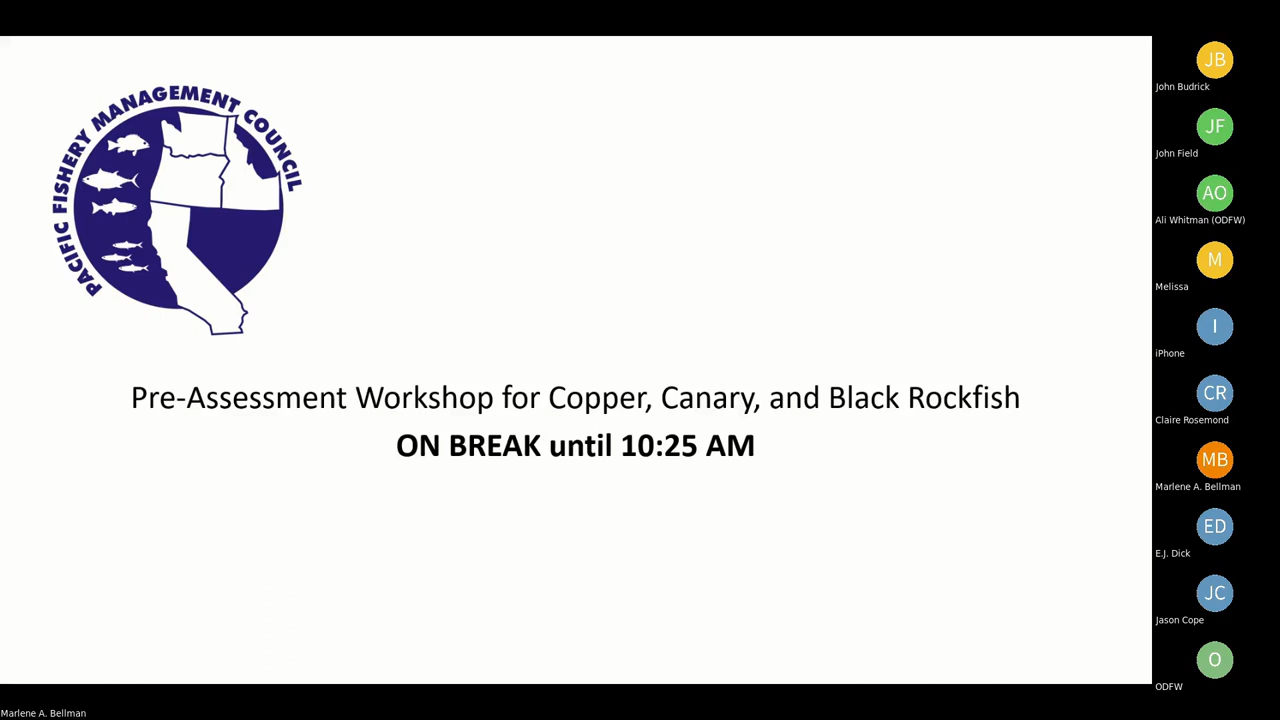 PACIFIC FISHERY MANAGEMENT COUNCIL
Pre-Assessment Workshop for Copper, Canary, and Black Rockfish
ON BREAK until 10:25 AM
JB
John Budrick
JF
John Field
AO
Ali Whitman (ODFW)
M
Melissa
I
iPhone
CR
Claire Rosemond
MB
Marlene A. Bellman
ED
E.J. Dick
JC
Jason Cope
O
ODFW
Marlene A. Bellman